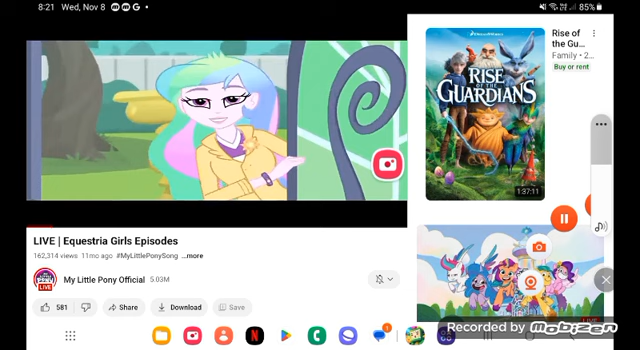 8:21 Wed, Nov 8
85%
DREAMWORKS
RISE
OF THE
GUARDIANS
1:37:11
Rise of
the Gu...
Family • 2...
Buy or rent
LIVE | Equestria Girls Episodes
162,314 views 11mo ago #MyLittlePonySong ...more
My Little Pony Official 5.03M
581
Share
Download
Save
LIVE
Recorded by Mobizen